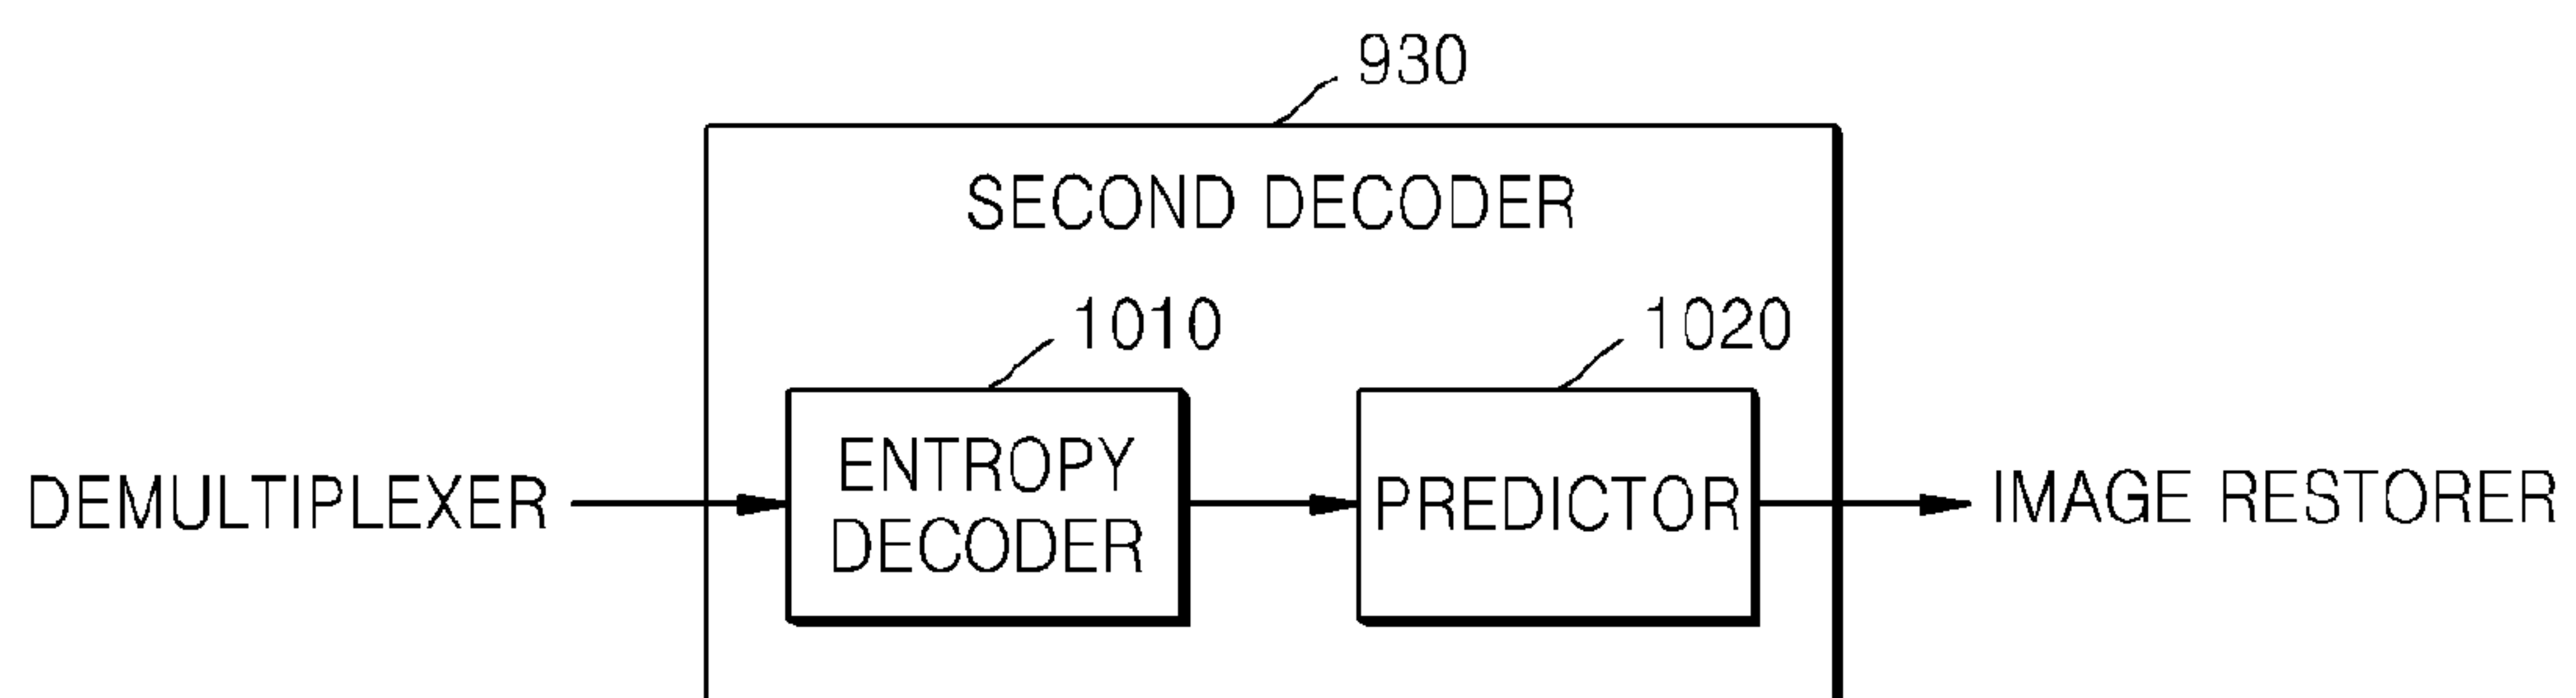 930
SECOND DECODER
1010
1020
DEMULTIPLEXER
ENTROPY
DECODER
PREDICTOR
IMAGE RESTORER